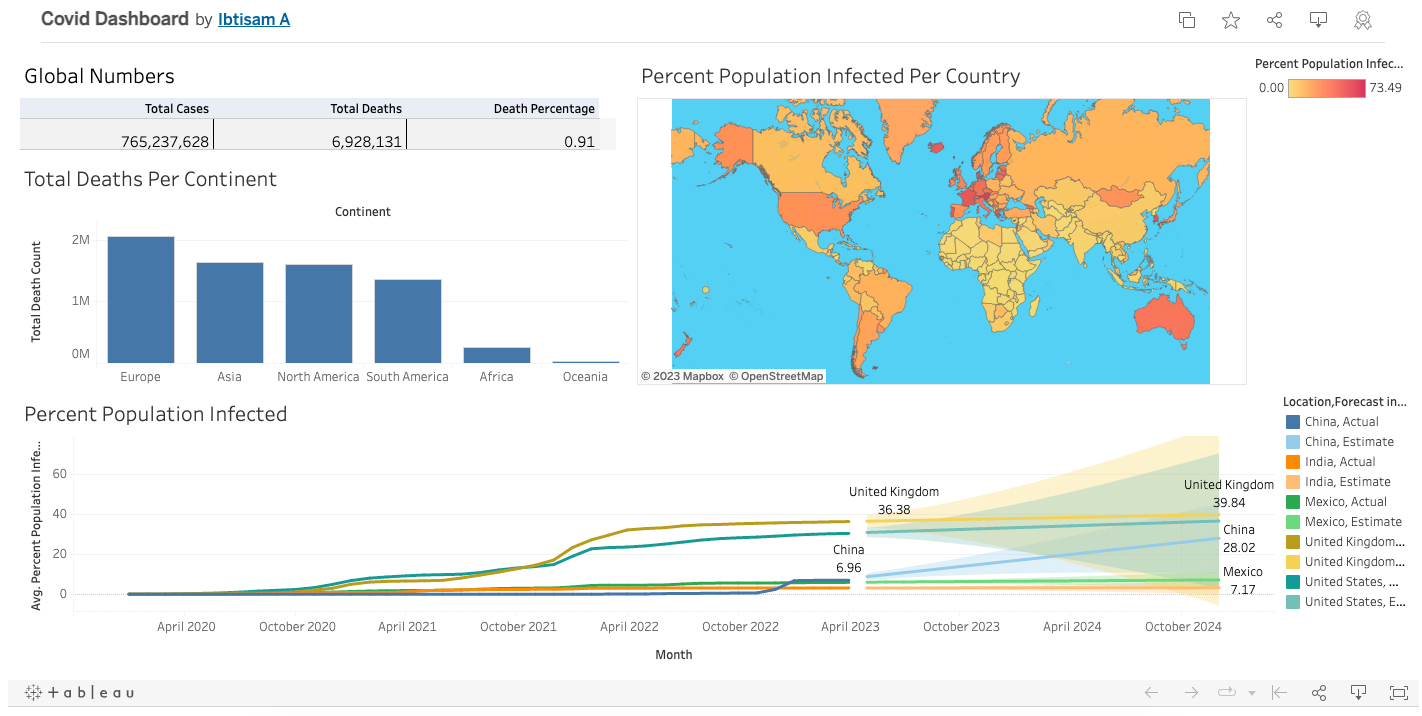 Covid Dashboard by Ibtisam A
Global Numbers
Total Cases Total Deaths Death Percentage
765,237,628 6,928,131 0.91
Total Deaths Per Continent
Continent
Total Death Count
2M
1M
0M
Europe Asia North America South America Africa Oceania
Percent Population Infected Per Country
© 2023 Mapbox © OpenStreetMap
Percent Population Infec...
0.00 73.49
Percent Population Infected
Avg. Percent Population Infe...
60
40
20
0
United Kingdom
36.38
China
6.96
United Kingdom
39.84
China
28.02
Mexico
7.17
April 2020 October 2020 April 2021 October 2021 April 2022 October 2022 April 2023 October 2023 April 2024 October 2024
Month
Location,Forecast in...
China, Actual
China, Estimate
India, Actual
India, Estimate
Mexico, Actual
Mexico, Estimate
United Kingdom...
United Kingdom...
United States, ...
United States, E...
+ableau